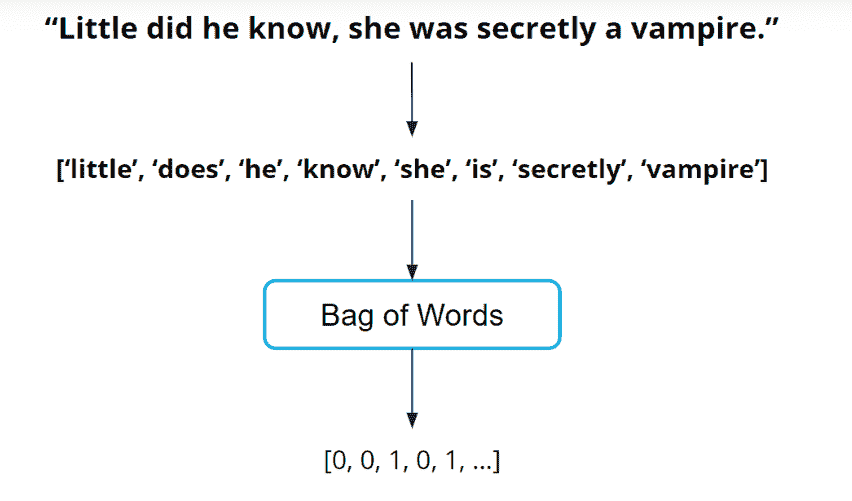 “Little did he know, she was secretly a vampire.”
[‘little’, ‘does’, ‘he’, ‘know’, ‘she’, ‘is’, ‘secretly’, ‘vampire’]
Bag of Words
[0, 0, 1, 0, 1, ...]